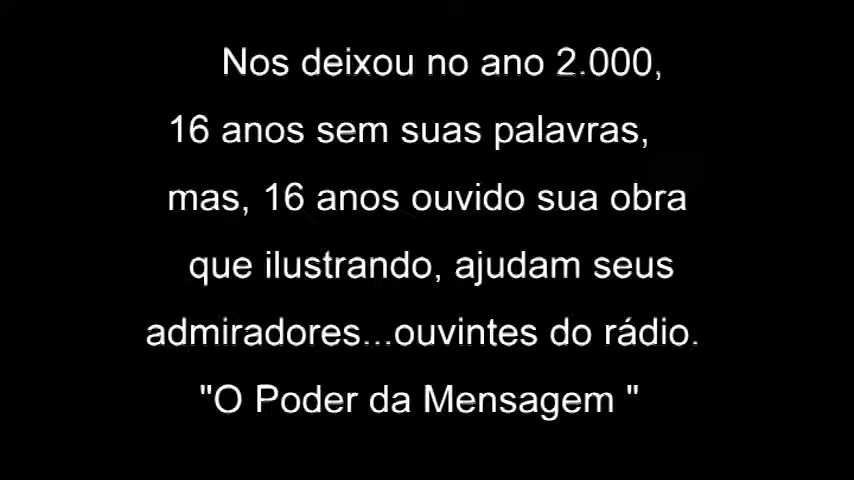 Nos deixou no ano 2.000,
16 anos sem suas palavras,
mas, 16 anos ouvido sua obra
que ilustrando, ajudam seus
admiradores...ouvintes do rádio.
"O Poder da Mensagem "